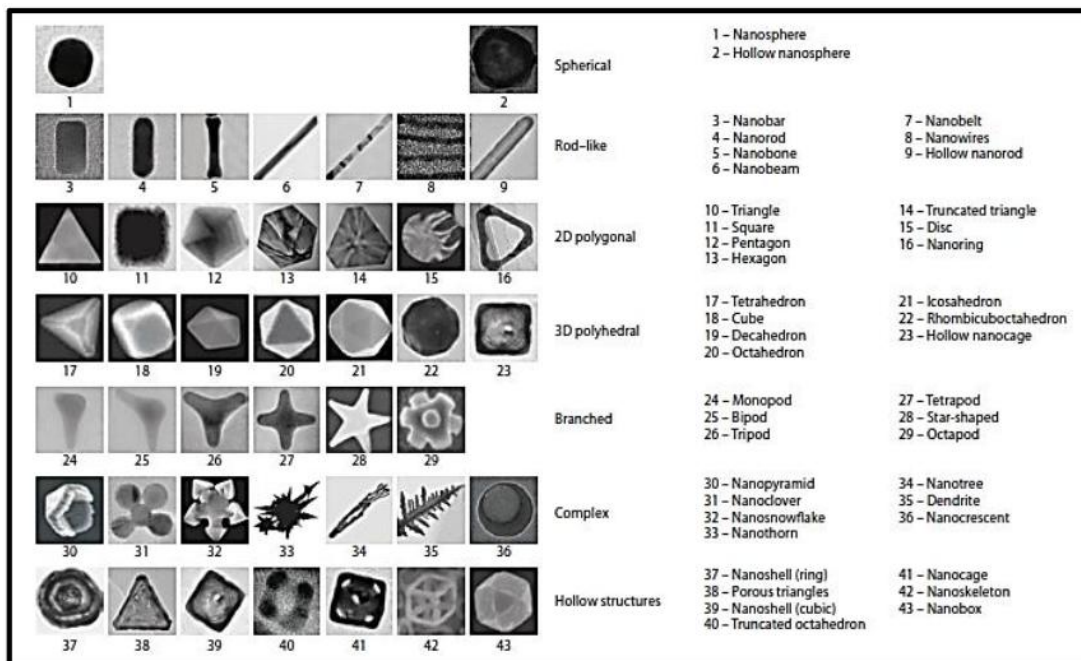 1 – Nanosphere
2 – Hollow nanosphere
Spherical
1 2
3 – Nanobar 7 – Nanobelt
4 – Nanorod 8 – Nanowires
Rod–like
5 – Nanobone 9 – Hollow nanorod
6 – Nanobeam
3 4 5 6 7 8 9
10 – Triangle 14 – Truncated triangle
11 – Square 15 – Disc
2D polygonal
12 – Pentagon 16 – Nanoring
13 – Hexagon
10 11 12 13 14 15 16
17 – Tetrahedron 21 – Icosahedron
18 – Cube 22 – Rhombicuboctahedron
3D polyhedral
19 – Decahedron 23 – Hollow nanocage
20 – Octahedron
17 18 19 20 21 22 23
24 – Monopod 27 – Tetrapod
Branched
25 – Bipod 28 – Star-shaped
26 – Tripod 29 – Octapod
24 25 26 27 28 29
30 – Nanopyramid 34 – Nanotree
31 – Nanoclover 35 – Dendrite
Complex
32 – Nanosnowflake 36 – Nanocrescent
33 – Nanothorn
30 31 32 33 34 35 36
37 – Nanoshell (ring) 41 – Nanocage
38 – Porous triangles 42 – Nanoskeleton
Hollow structures
39 – Nanoshell (cubic) 43 – Nanobox
40 – Truncated octahedron
37 38 39 40 41 42 43